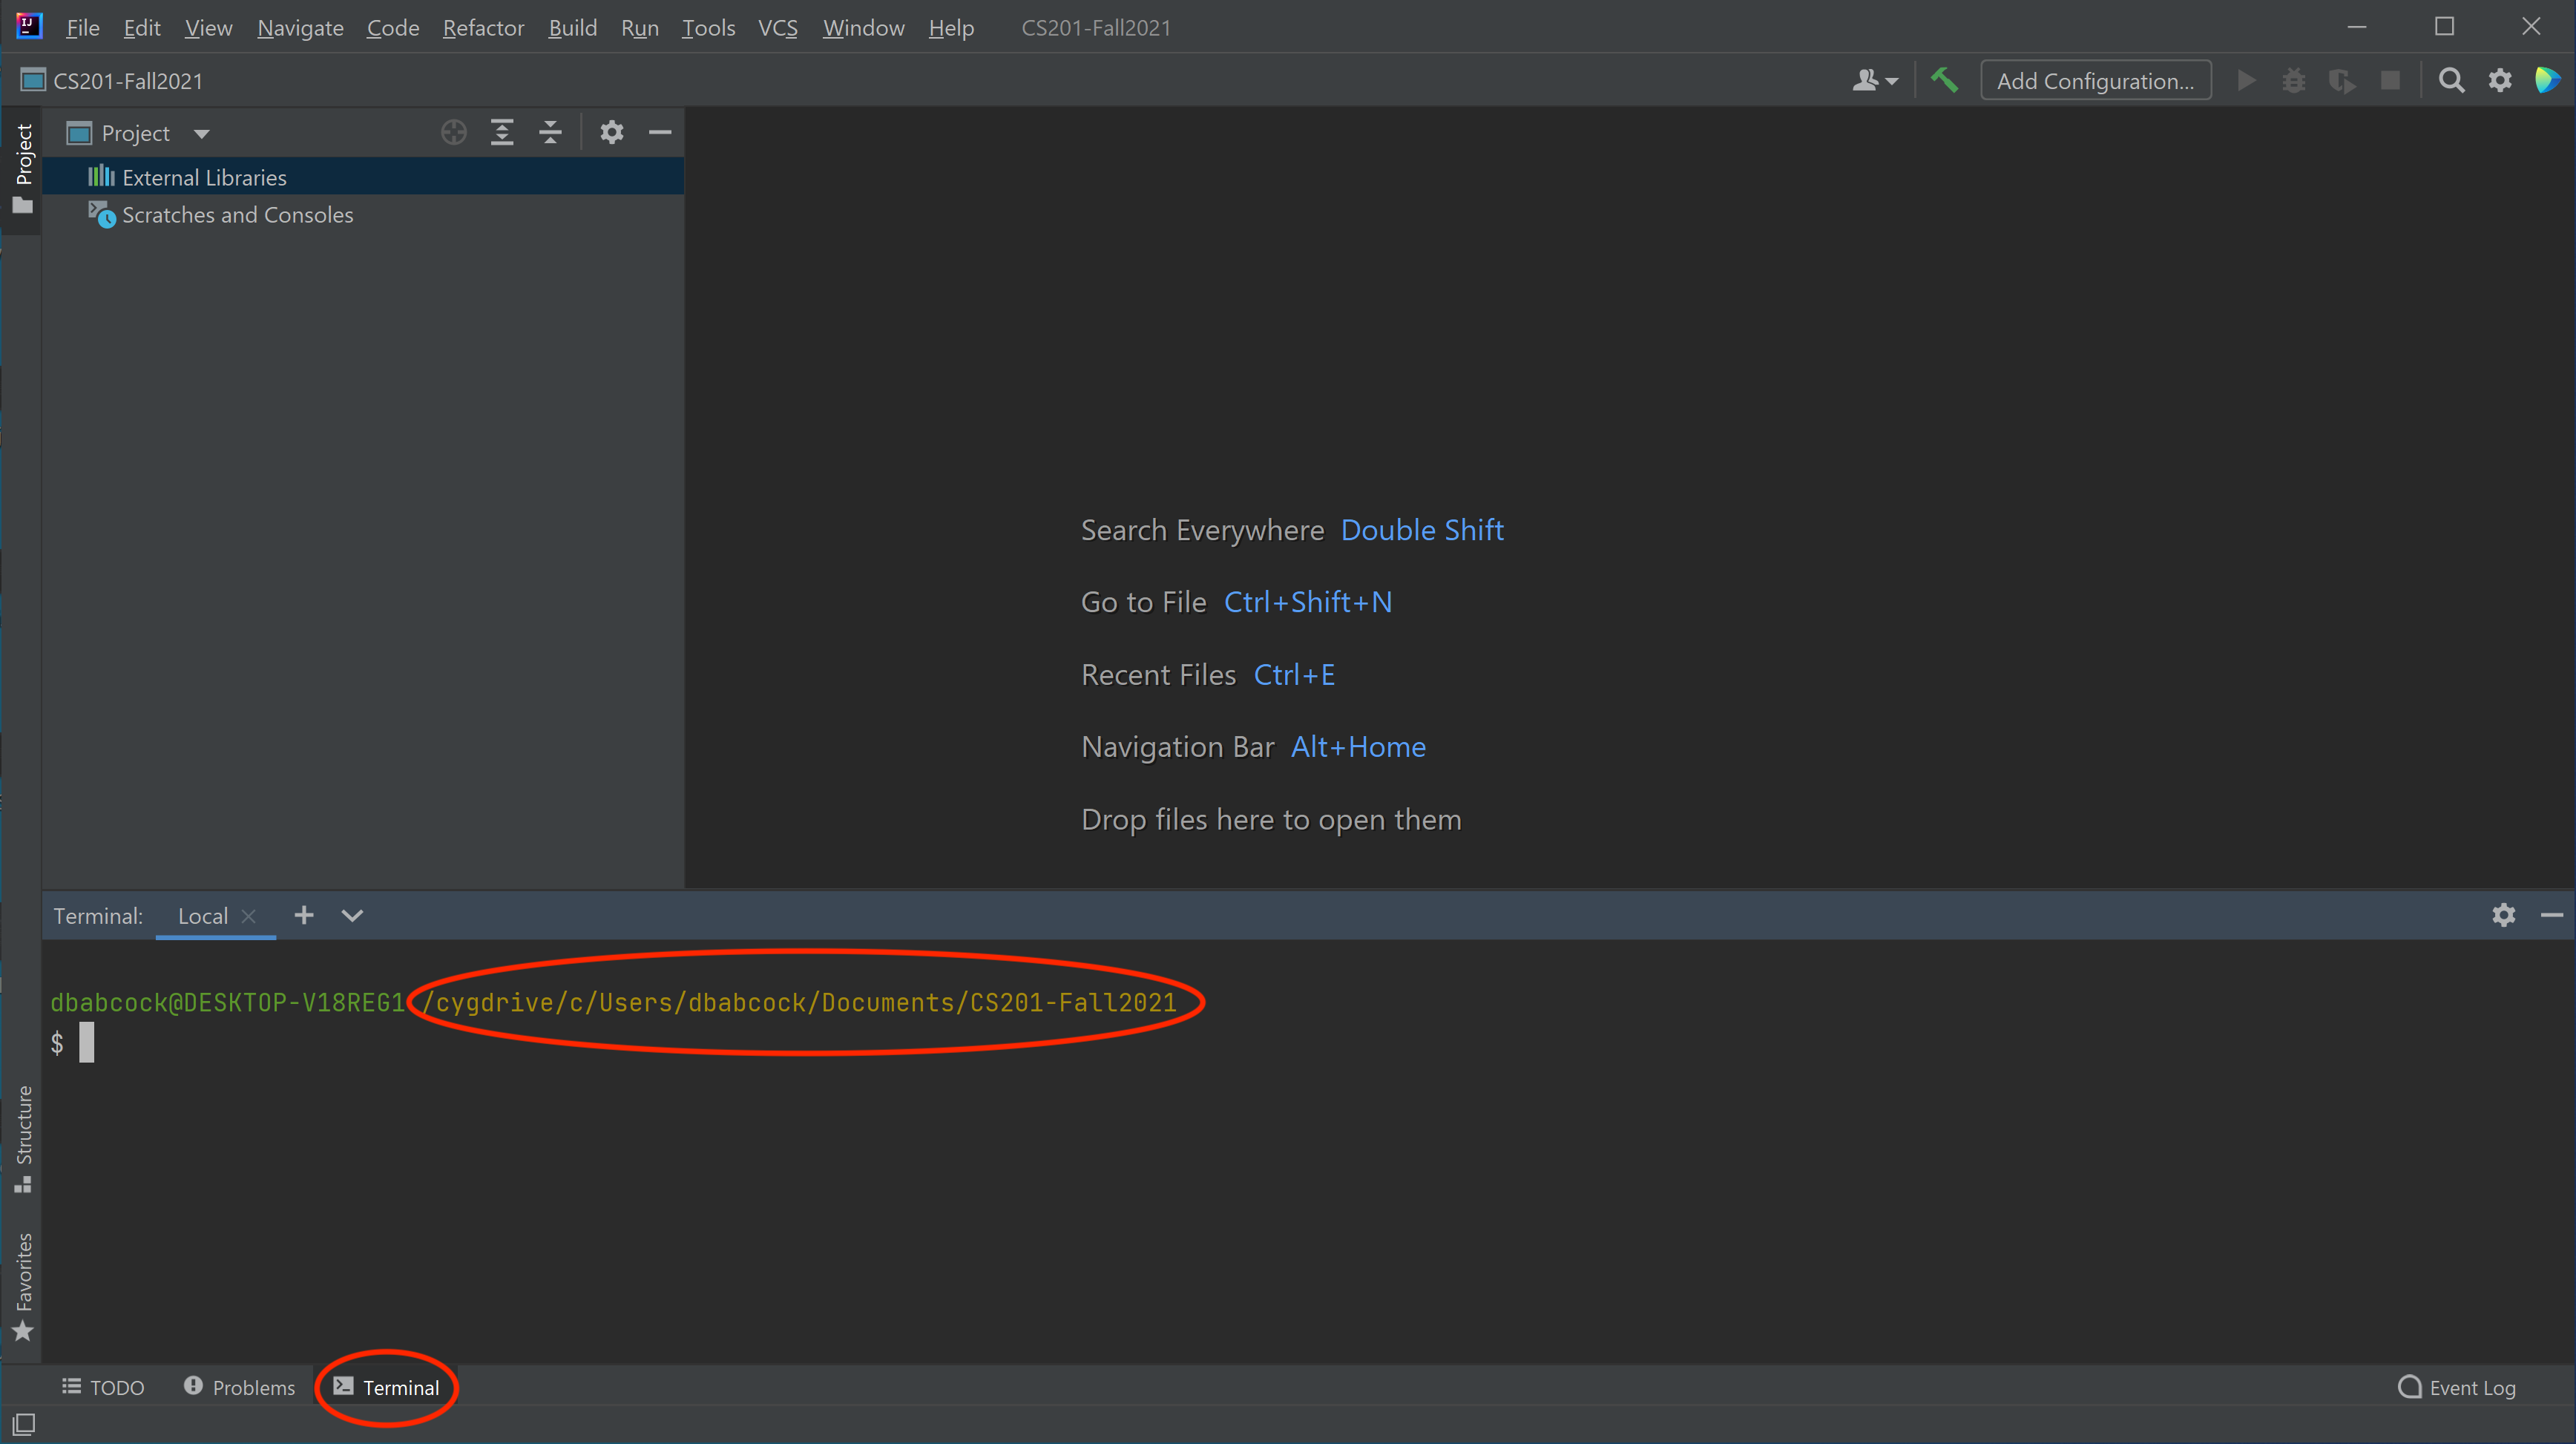 IJ File Edit View Navigate Code Refactor Build Run Tools VCS Window Help CS201-Fall2021
CS201-Fall2021 Add Configuration...
Project
Project
External Libraries
Scratches and Consoles
Search Everywhere Double Shift
Go to File Ctrl+Shift+N
Recent Files Ctrl+E
Navigation Bar Alt+Home
Drop files here to open them
Terminal: Local
dbabcock@DESKTOP-V18REG1 /cygdrive/c/Users/dbabcock/Documents/CS201-Fall2021
$
Structure
Favorites
TODO Problems Terminal Event Log